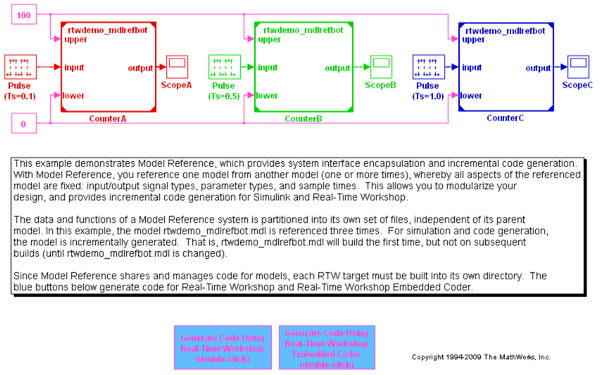 100
rtwdemo_mdlrefbot
upper
rtwdemo_mdlrefbot
upper
rtwdemo_mdlrefbot
upper
input
output
input
output
input
output
Pulse
(Ts=0.1)
ScopeA
Pulse
(Ts=0.5)
ScopeB
Pulse
(Ts=1.0)
ScopeC
lower
lower
lower
0
CounterA
CounterB
CounterC
This example demonstrates Model Reference, which provides system interface encapsulation and incremental code generation.
With Model Reference, you reference one model from another model (one or more times), whereby all aspects of the referenced
model are fixed: input/output signal types, parameter types, and sample times. This allows you to modularize your
design, and provides incremental code generation for Simulink and Real-Time Workshop.
The data and functions of a Model Reference system is partitioned into its own set of files, independent of its parent
model. In this example, the model rtwdemo_mdlrefbot.mdl is referenced three times. For simulation and code generation,
the model is incrementally generated. That is, rtwdemo_mdlrefbot.mdl will build the first time, but not on subsequent
builds (until rtwdemo_mdlrefbot.mdl is changed).
Since Model Reference shares and manages code for models, each RTW target must be built into its own directory. The
blue buttons below generate code for Real-Time Workshop and Real-Time Workshop Embedded Coder.
Generate Code Using
Real-Time Workshop
(double-click)
Generate Code Using
Real-Time Workshop
Embedded Coder
(double-click)
Copyright 1994-2009 The MathWorks, Inc.